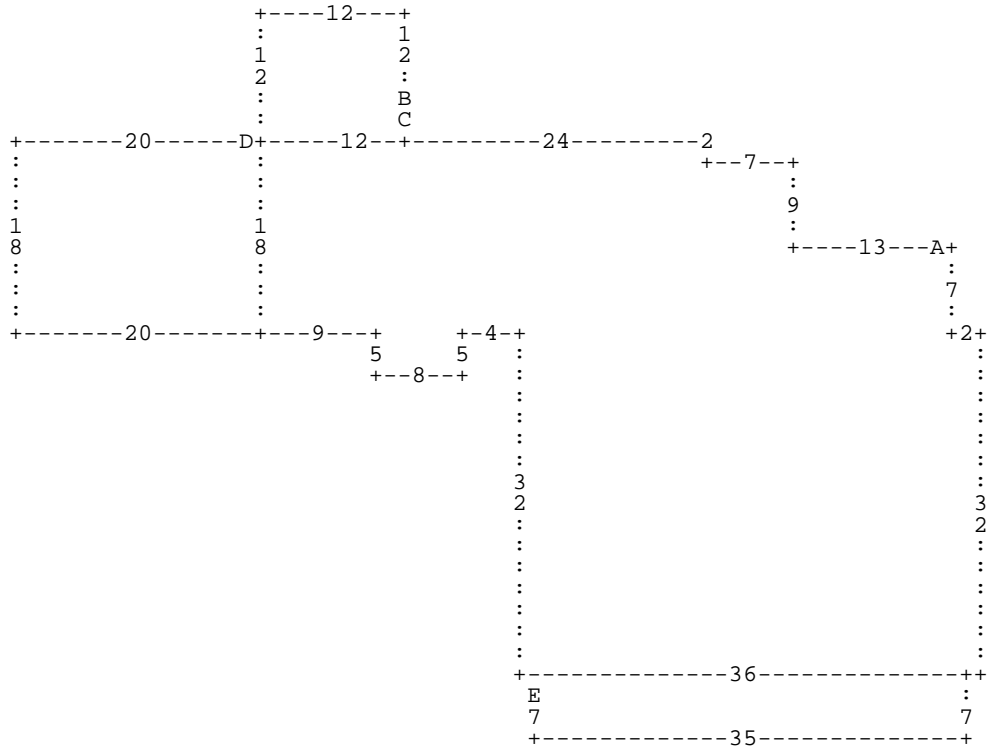 +----12---+
                 :         1
                 1         2
                 2         :
                 :         B
                 :         C
+-------20------D+-----12--+---------24---------2
:                :                              +--7--+
:                :                                    :
:                :                                    9
1                1                                    :
8                8                                    +----13---A+
:                :                                               :
:                :                                               7
:                :                                               :
+-------20-------+---9---+     +-4-+                             +2+
                         5     5   :                               :
                         +--8--+   :                               :
                                   :                               :
                                   :                               :
                                   :                               :
                                   :                               :
                                   3                               :
                                   2                               3
                                   :                               2
                                   :                               :
                                   :                               :
                                   :                               :
                                   :                               :
                                   :                               :
                                   :                               :
                                   +--------------36--------------++
                                    E                             :
                                    7                             7
                                    +-------------35--------------+